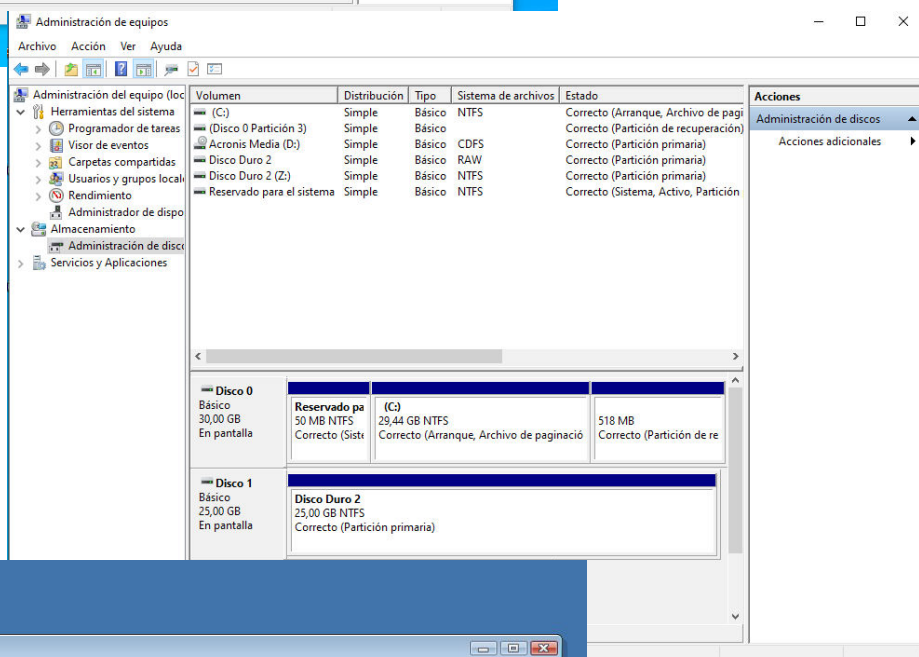 Administración de equipos
Archivo Acción Ver Ayuda
Administración del equipo (loc
Herramientas del sistema
Programador de tareas
Visor de eventos
Carpetas compartidas
Usuarios y grupos locale
Rendimiento
Administrador de dispo
Almacenamiento
Administración de disco
Servicios y Aplicaciones
Volumen Distribución Tipo Sistema de archivos Estado
(C:) Simple Básico NTFS Correcto (Arranque, Archivo de pagi
(Disco 0 Partición 3) Simple Básico Correcto (Partición de recuperación)
Acronis Media (D:) Simple Básico CDFS Correcto (Partición primaria)
Disco Duro 2 Simple Básico RAW Correcto (Partición primaria)
Disco Duro 2 (Z:) Simple Básico NTFS Correcto (Partición primaria)
Reservado para el sistema Simple Básico NTFS Correcto (Sistema, Activo, Partición
Acciones
Administración de discos
Acciones adicionales
Disco 0
Básico
30,00 GB
En pantalla
Reservado pa
50 MB NTFS
Correcto (Siste
(C:)
29,44 GB NTFS
Correcto (Arranque, Archivo de paginació
518 MB
Correcto (Partición de re
Disco 1
Básico
25,00 GB
En pantalla
Disco Duro 2
25,00 GB NTFS
Correcto (Partición primaria)